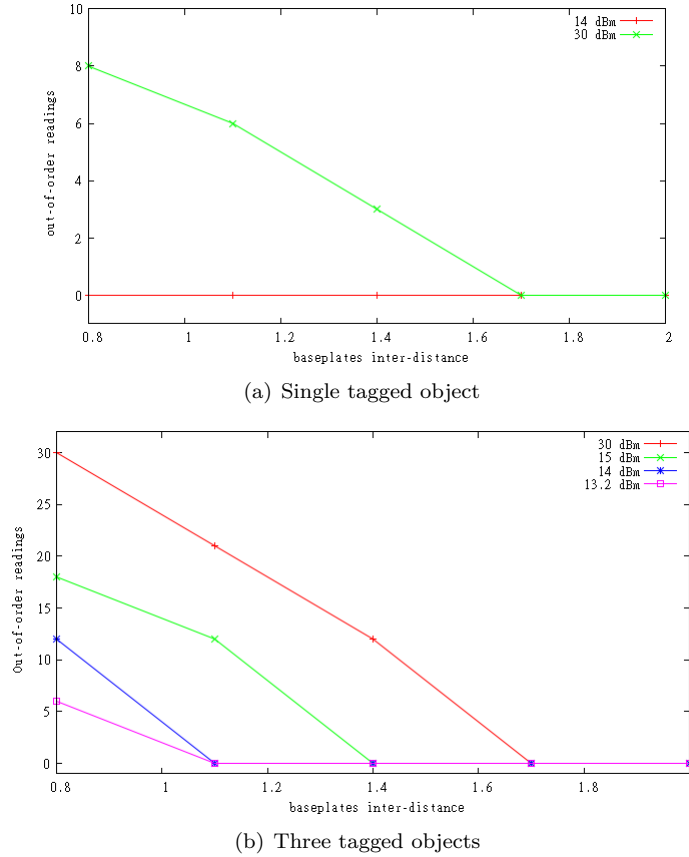 10
8
6
4
2
0
out-of-order readings
14 dBm
30 dBm
0.8 1 1.2 1.4 1.6 1.8 2
baseplates inter-distance
(a) Single tagged object
30
25
20
15
10
5
0
Out-of-order readings
30 dBm
15 dBm
14 dBm
13.2 dBm
0.8 1 1.2 1.4 1.6 1.8
baseplates inter-distance
(b) Three tagged objects